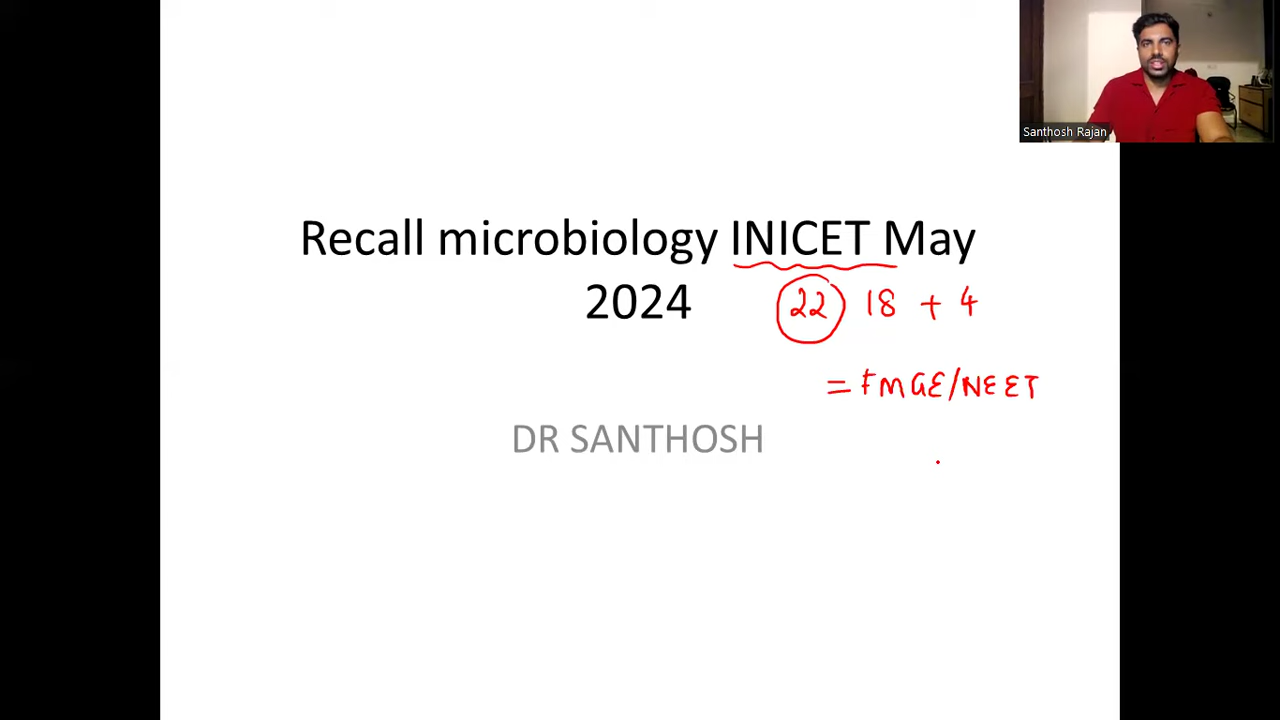 Santhosh Rajan
Recall microbiology INICET May
2024
22 18 + 4
= FMGE/NEET
DR SANTHOSH